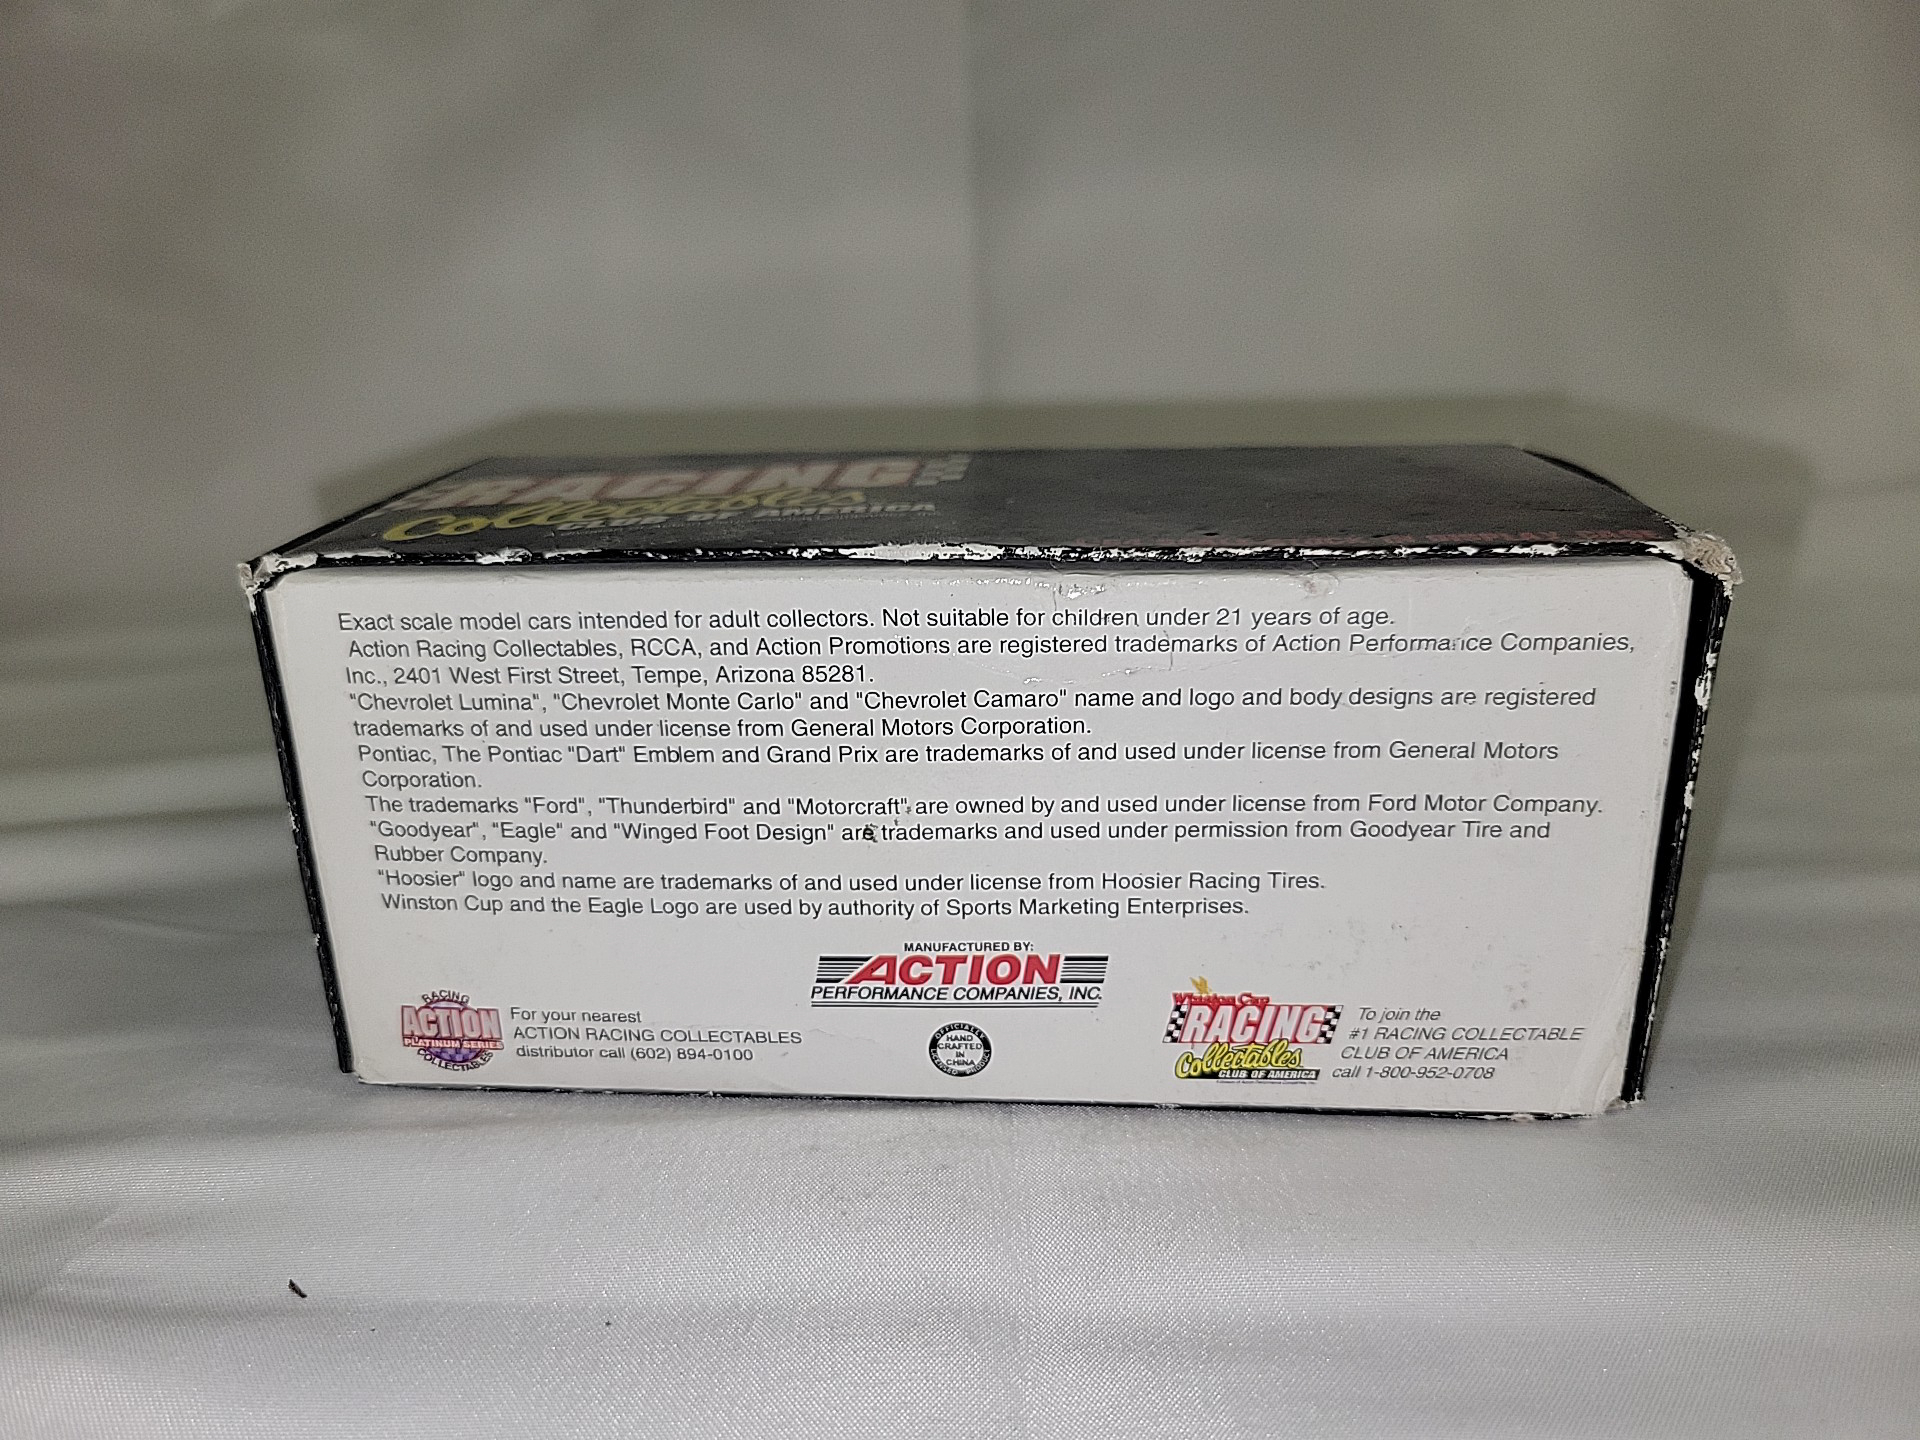 RACING
Collectables
CLUB OF AMERICA
Exact scale model cars intended for adult collectors. Not suitable for children under 21 years of age.
Action Racing Collectables, RCCA, and Action Promotions are registered trademarks of Action Performance Companies,
Inc., 2401 West First Street, Tempe, Arizona 85281.
"Chevrolet Lumina", "Chevrolet Monte Carlo" and "Chevrolet Camaro" name and logo and body designs are registered
trademarks of and used under license from General Motors Corporation.
Pontiac, The Pontiac "Dart" Emblem and Grand Prix are trademarks of and used under license from General Motors
Corporation.
The trademarks "Ford", "Thunderbird" and "Motorcraft" are owned by and used under license from Ford Motor Company.
"Goodyear", "Eagle" and "Winged Foot Design" are trademarks and used under permission from Goodyear Tire and
Rubber Company.
"Hoosier" logo and name are trademarks of and used under license from Hoosier Racing Tires.
Winston Cup and the Eagle Logo are used by authority of Sports Marketing Enterprises.
MANUFACTURED BY:
ACTION
PERFORMANCE COMPANIES, INC.
RACING
ACTION
PLATINUM SERIES
COLLECTABLES
For your nearest
ACTION RACING COLLECTABLES
distributor call (602) 894-0100
OFFICIALLY
HAND
CRAFTED
IN
CHINA
LICENSED PRODUCT
Winston Cup
RACING
Collectables
CLUB OF AMERICA
To join the
#1 RACING COLLECTABLE
CLUB OF AMERICA
call 1-800-952-0708